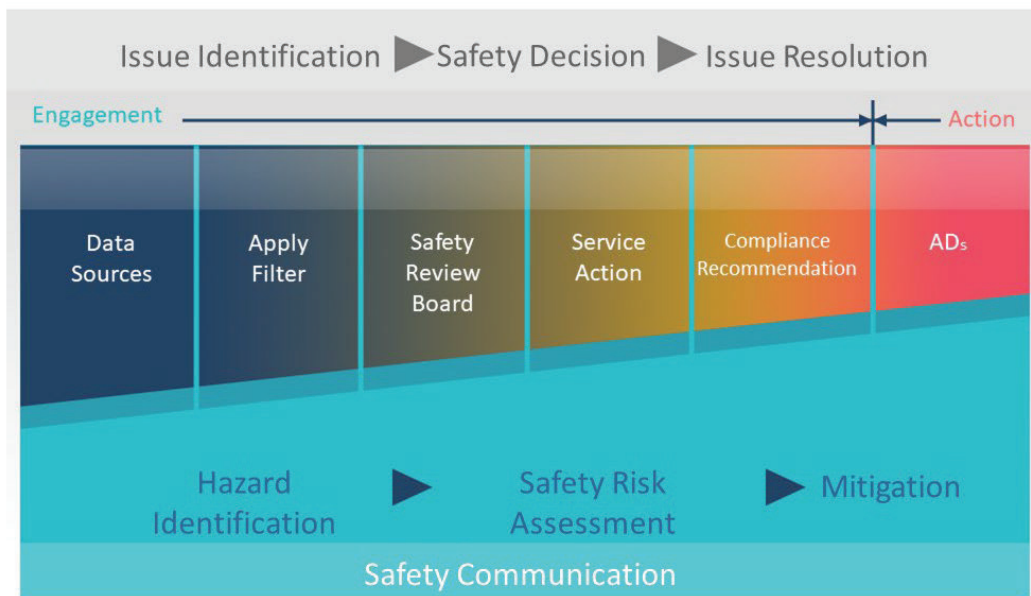 Issue Identification Safety Decision Issue Resolution
Engagement Action
Data
Sources
Apply
Filter
Safety
Review
Board
Service
Action
Compliance
Recommendation
ADs
Hazard
Identification
Safety Risk
Assessment
Mitigation
Safety Communication